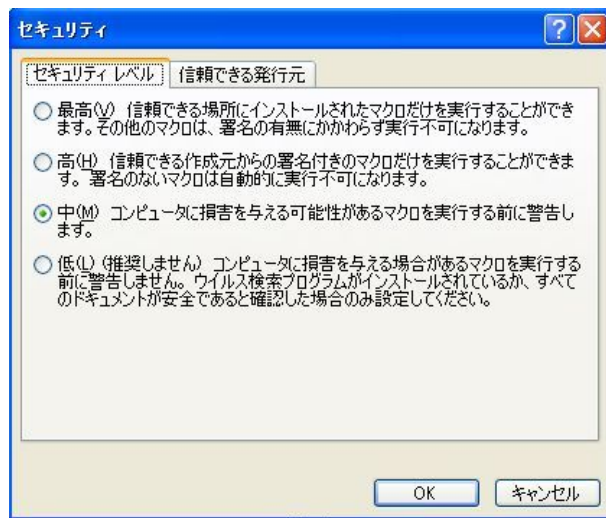 セキュリティ
セキュリティ レベル 信頼できる発行元
最高(V) 信頼できる場所にインストールされたマクロだけを実行することができ
ます。その他のマクロは、署名の有無にかかわらず実行不可になります。
高(H) 信頼できる作成元からの署名付きのマクロだけを実行することができま
す。署名のないマクロは自動的に実行不可になります。
中(M) コンピュータに損害を与える可能性があるマクロを実行する前に警告し
ます。
低(L) (推奨しません) コンピュータに損害を与える場合があるマクロを実行する
前に警告しません。ウイルス検索プログラムがインストールされているか、すべて
のドキュメントが安全であると確認した場合のみ設定してください。
OK キャンセル